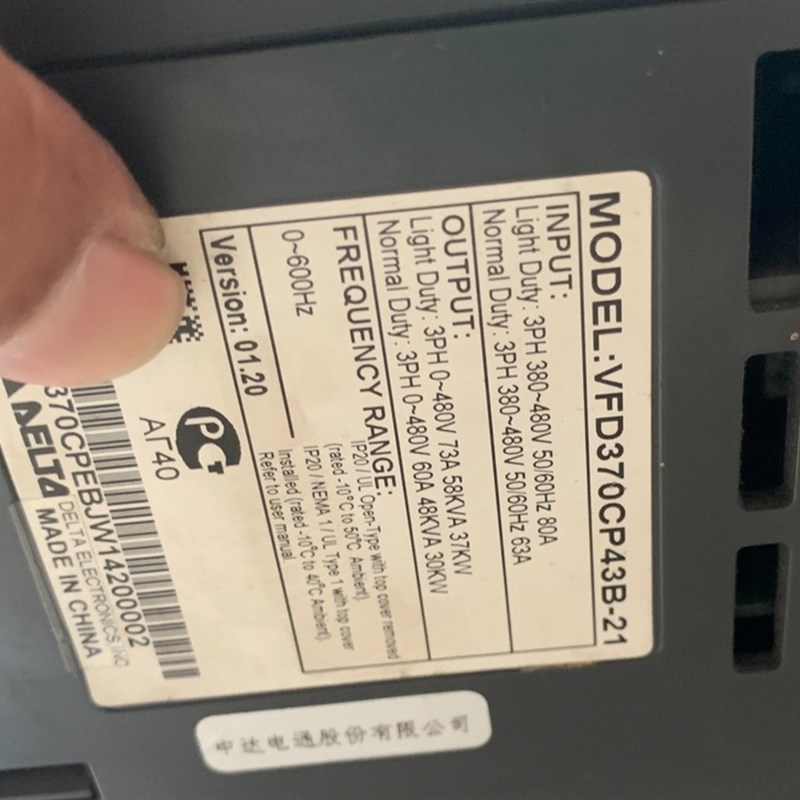 MODEL:VFD370CP43B-21
INPUT:
Light Duty: 3PH 380~480V 50/60Hz 80A
Normal Duty: 3PH 380~480V 50/60Hz 63A
OUTPUT:
Light Duty: 3PH 0~480V 73A 58KVA 37KW
Normal Duty: 3PH 0~480V 60A 48KVA 30KW
FREQUENCY RANGE:
0~600Hz
IP20 / UL Open-Type with top cover removed
(rated -10°C to 50°C Ambient).
IP20 / NEMA 1 / UL Type 1 with top cover
Installed (rated -10°C to 40°C Ambient).
Refer to user manual
Version: 01.20
АГ40
370CPEBJW14200002
DELTA
DELTA ELECTRONICS, INC.
MADE IN CHINA
中达电通股份有限公司